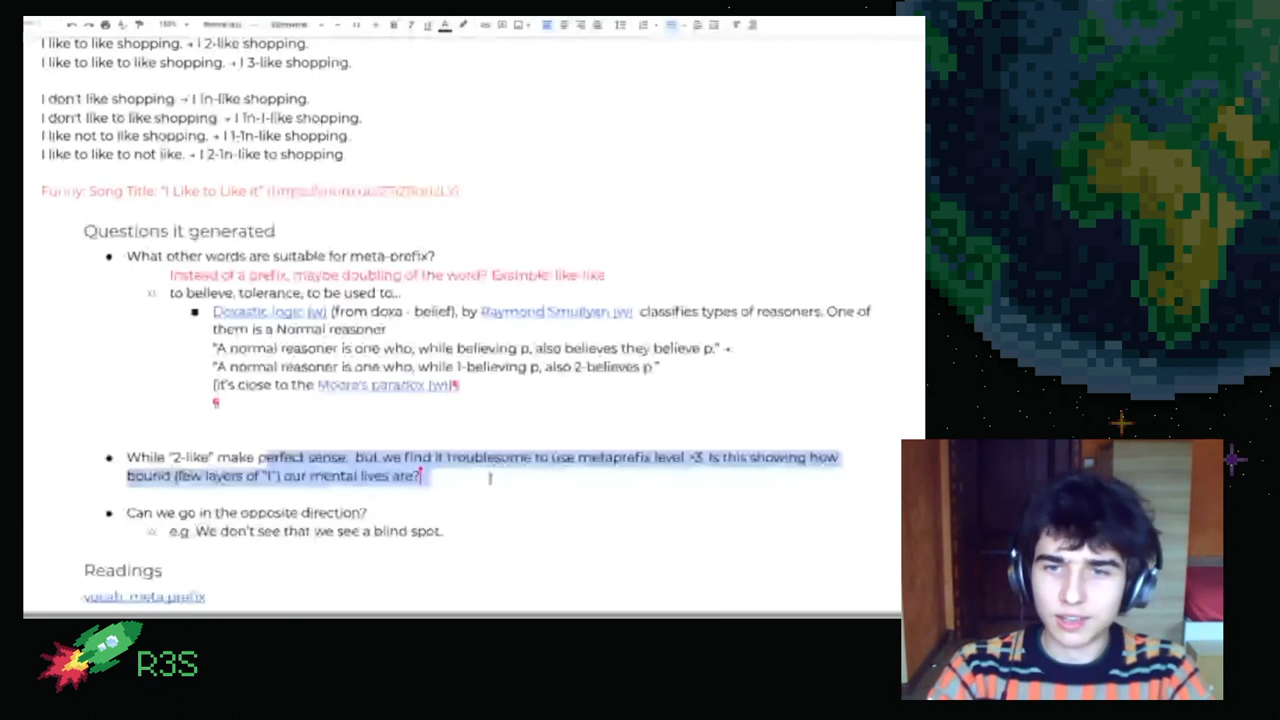 I like to like shopping. → I 2-like shopping.
I like to like to like shopping. → I 3-like shopping.
I don't like shopping → I 1n-like shopping.
I don't like to like shopping → I 1n-1-like shopping.
I like not to like shopping. → I 1-1n-like shopping.
I like to like to not like. → I 2-1n-like to shopping.
Funny: Song Title: "I Like to Like it"
Questions it generated
What other words are suitable for meta-prefix?
Instead of a prefix, maybe doubling of the word? Example: like-like
to believe, tolerance, to be used to...
Doxastic logic (w) (from doxa - belief), by Raymond Smullyan (w) classifies types of reasoners. One of
them is a Normal reasoner
"A normal reasoner is one who, while believing p, also believes they believe p." →
"A normal reasoner is one who, while 1-believing p, also 2-believes p."
[it's close to the Moore's paradox (w)]¶
¶
While "2-like" make perfect sense, but we find it troublesome to use metaprefix level >3. Is this showing how
bound (few layers of "I") our mental lives are?
Can we go in the opposite direction?
e.g. We don't see that we see a blind spot.
Readings
vocab: meta prefix
R3S